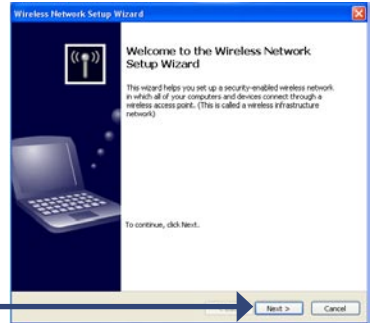 Wireless Network Setup Wizard
Welcome to the Wireless Network
Setup Wizard
This wizard helps you set up a security-enabled wireless network
in which all of your computers and devices connect through a
wireless access point. (This is called a wireless infrastructure
network)
To continue, click Next.
Next >
Cancel